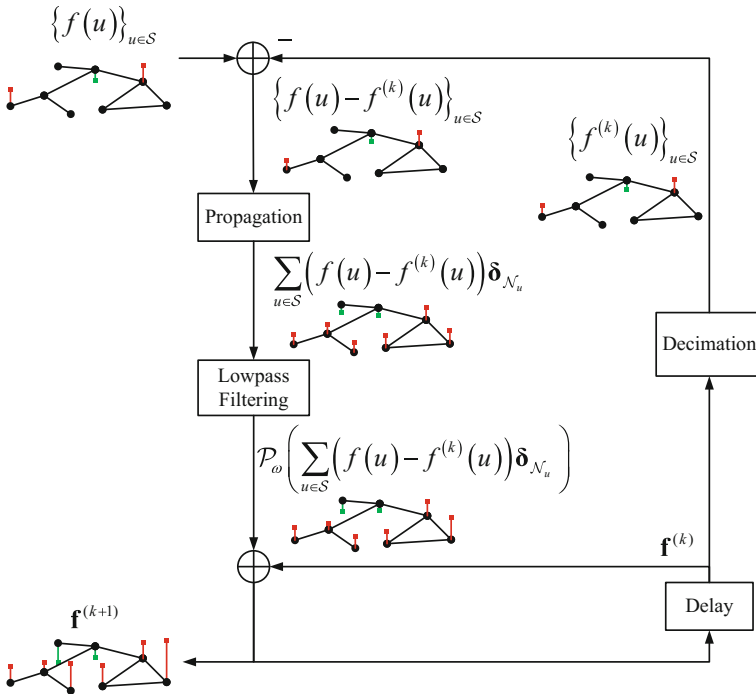 {f(u)}_{u∈S}
−
{f(u) − f^{(k)}(u)}_{u∈S}
{f^{(k)}(u)}_{u∈S}
Propagation
∑_{u∈S} (f(u) − f^{(k)}(u)) δ_{𝒩_u}
Decimation
Lowpass
Filtering
𝒫_ω (∑_{u∈S} (f(u) − f^{(k)}(u)) δ_{𝒩_u})
f^{(k)}
Delay
f^{(k+1)}